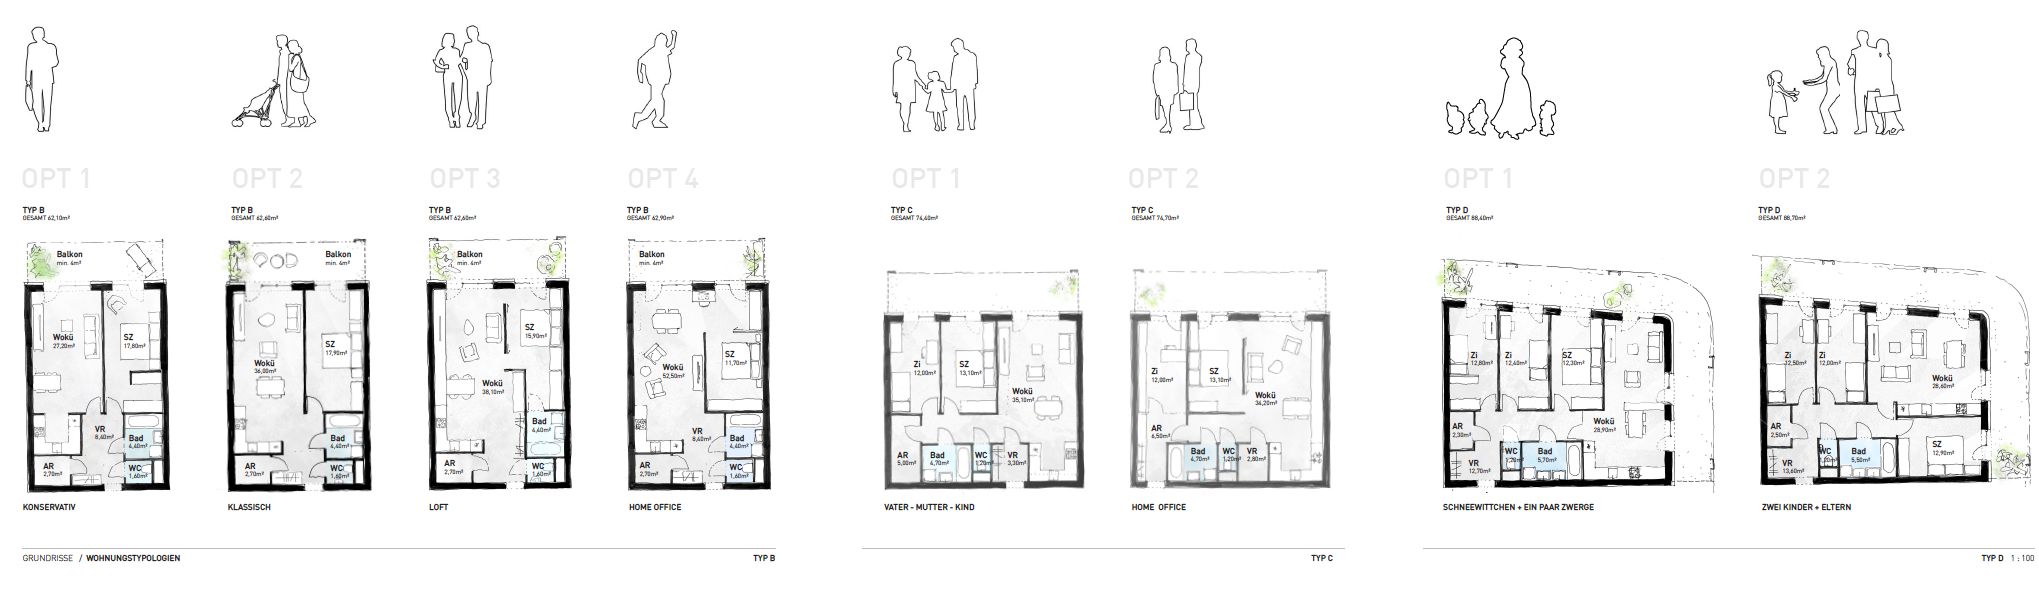 OPT 1
TYP B
GESAMT 62,10m²
Balkon
min. 4m²
Wokü
27,20m²
SZ
17,80m²
VR
8,40m²
Bad
4,40m²
AR
2,70m²
WC
1,60m²
KONSERVATIV
OPT 2
TYP B
GESAMT 62,60m²
Balkon
min. 4m²
Wokü
36,00m²
SZ
17,90m²
Bad
4,40m²
AR
2,70m²
WC
1,60m²
KLASSISCH
OPT 3
TYP B
GESAMT 62,60m²
Balkon
min. 4m²
SZ
15,90m²
Wokü
38,10m²
Bad
4,40m²
AR
2,70m²
WC
1,60m²
LOFT
OPT 4
TYP B
GESAMT 62,90m²
Balkon
min. 4m²
SZ
11,70m²
Wokü
52,50m²
VR
8,40m²
Bad
4,40m²
AR
2,70m²
WC
1,60m²
HOME OFFICE
OPT 1
TYP C
GESAMT 74,40m²
Zi
12,00m²
SZ
13,10m²
Wokü
35,10m²
AR
5,00m²
Bad
4,70m²
WC
1,20m²
VR
3,30m²
VATER - MUTTER - KIND
OPT 2
TYP C
GESAMT 74,70m²
Zi
12,00m²
SZ
13,10m²
Wokü
34,20m²
AR
6,50m²
Bad
4,70m²
WC
1,20m²
VR
2,80m²
HOME OFFICE
OPT 1
TYP D
GESAMT 88,40m²
Zi
12,80m²
Zi
12,40m²
SZ
12,30m²
Wokü
28,90m²
AR
2,30m²
VR
12,70m²
WC
1,20m²
Bad
5,70m²
SCHNEEWITTCHEN + EIN PAAR ZWERGE
OPT 2
TYP D
GESAMT 88,70m²
Zi
12,50m²
Zi
12,00m²
Wokü
28,60m²
AR
2,50m²
VR
13,60m²
WC
1,20m²
Bad
5,50m²
SZ
12,90m²
ZWEI KINDER + ELTERN
GRUNDRISSE / WOHNUNGSTYPOLOGIEN
TYP B
TYP C
TYP D 1 : 100